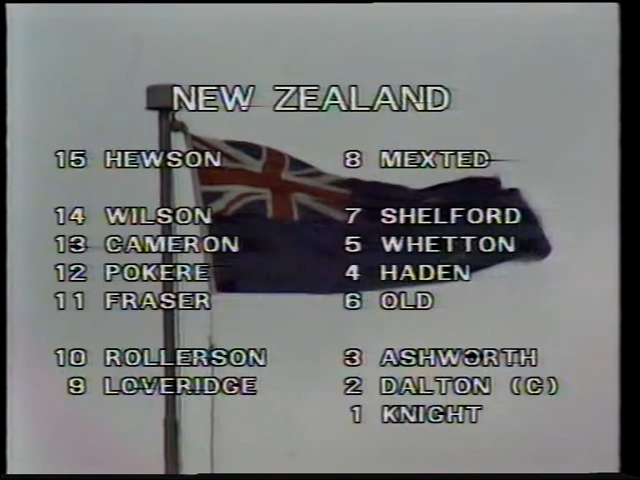 NEW ZEALAND
15 HEWSON
14 WILSON
13 CAMERON
12 POKERE
11 FRASER
10 ROLLERSON
9 LOVERIDGE
8 MEXTED
7 SHELFORD
5 WHETTON
4 HADEN
6 OLD
3 ASHWORTH
2 DALTON (C)
1 KNIGHT